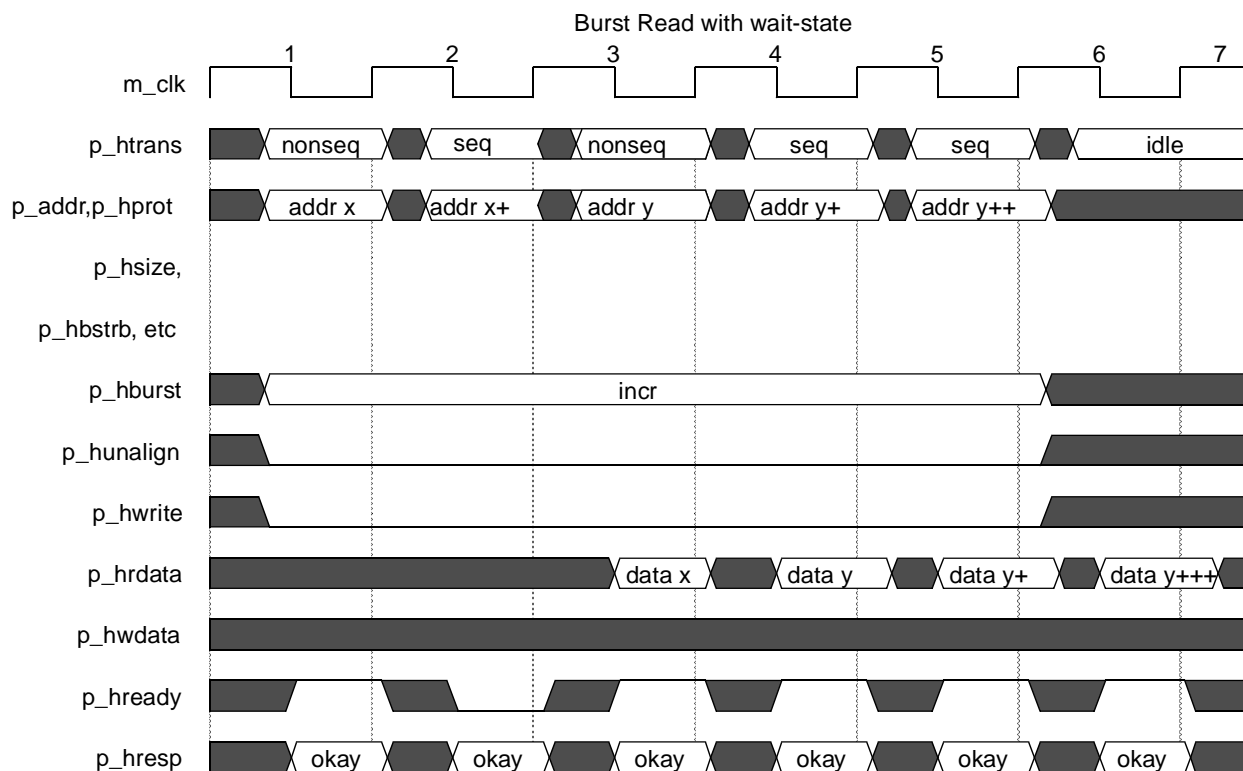 Burst Read with wait-state
1 2 3 4 5 6 7
m_clk
p_htrans nonseq seq nonseq seq seq idle
p_addr,p_hprot addr x addr x+ addr y addr y+ addr y++
p_hsize,
p_hbstrb, etc
p_hburst incr
p_hunalign
p_hwrite
p_hrdata data x data y data y+ data y+++
p_hwdata
p_hready
p_hresp okay okay okay okay okay okay